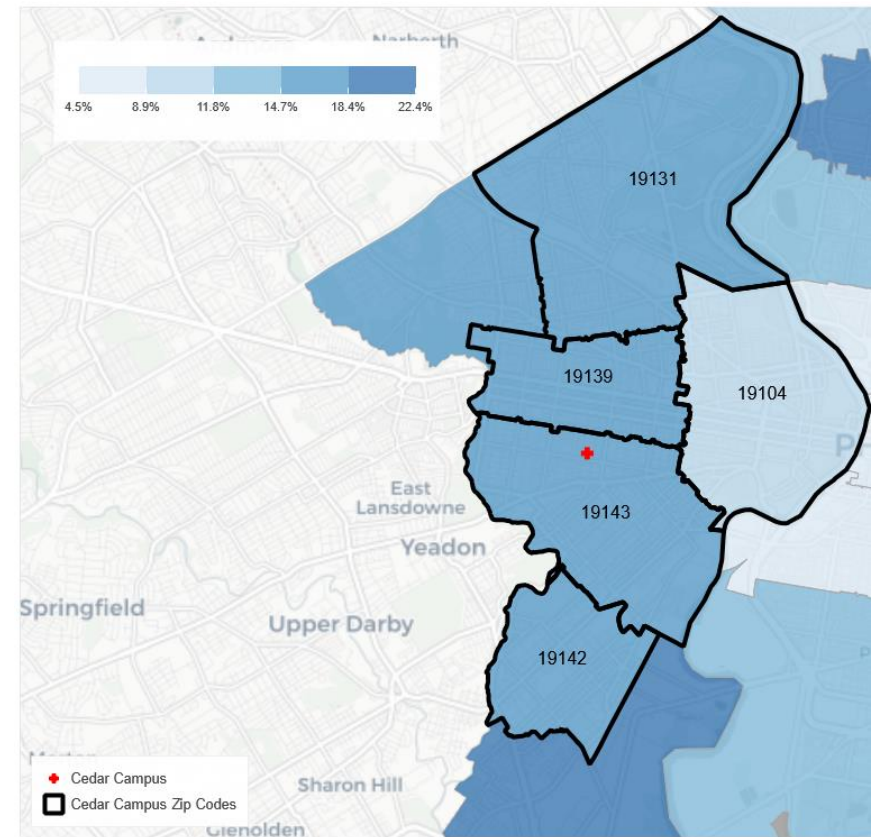 Narberth
4.5% 8.9% 11.8% 14.7% 18.4% 22.4%
19131
19139
19104
East
Lansdowne
19143
Yeadon
Springfield
Upper Darby
19142
Cedar Campus
Sharon Hill
Cedar Campus Zip Codes
Glenolden